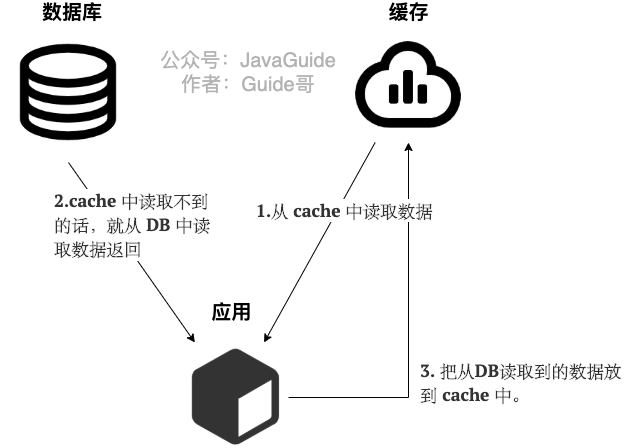 数据库
缓存
公众号：JavaGuide
作者：Guide哥
2.cache 中读取不到
的话，就从 DB 中读
取数据返回
1.从 cache 中读取数据
应用
3. 把从DB读取到的数据放
到 cache 中。